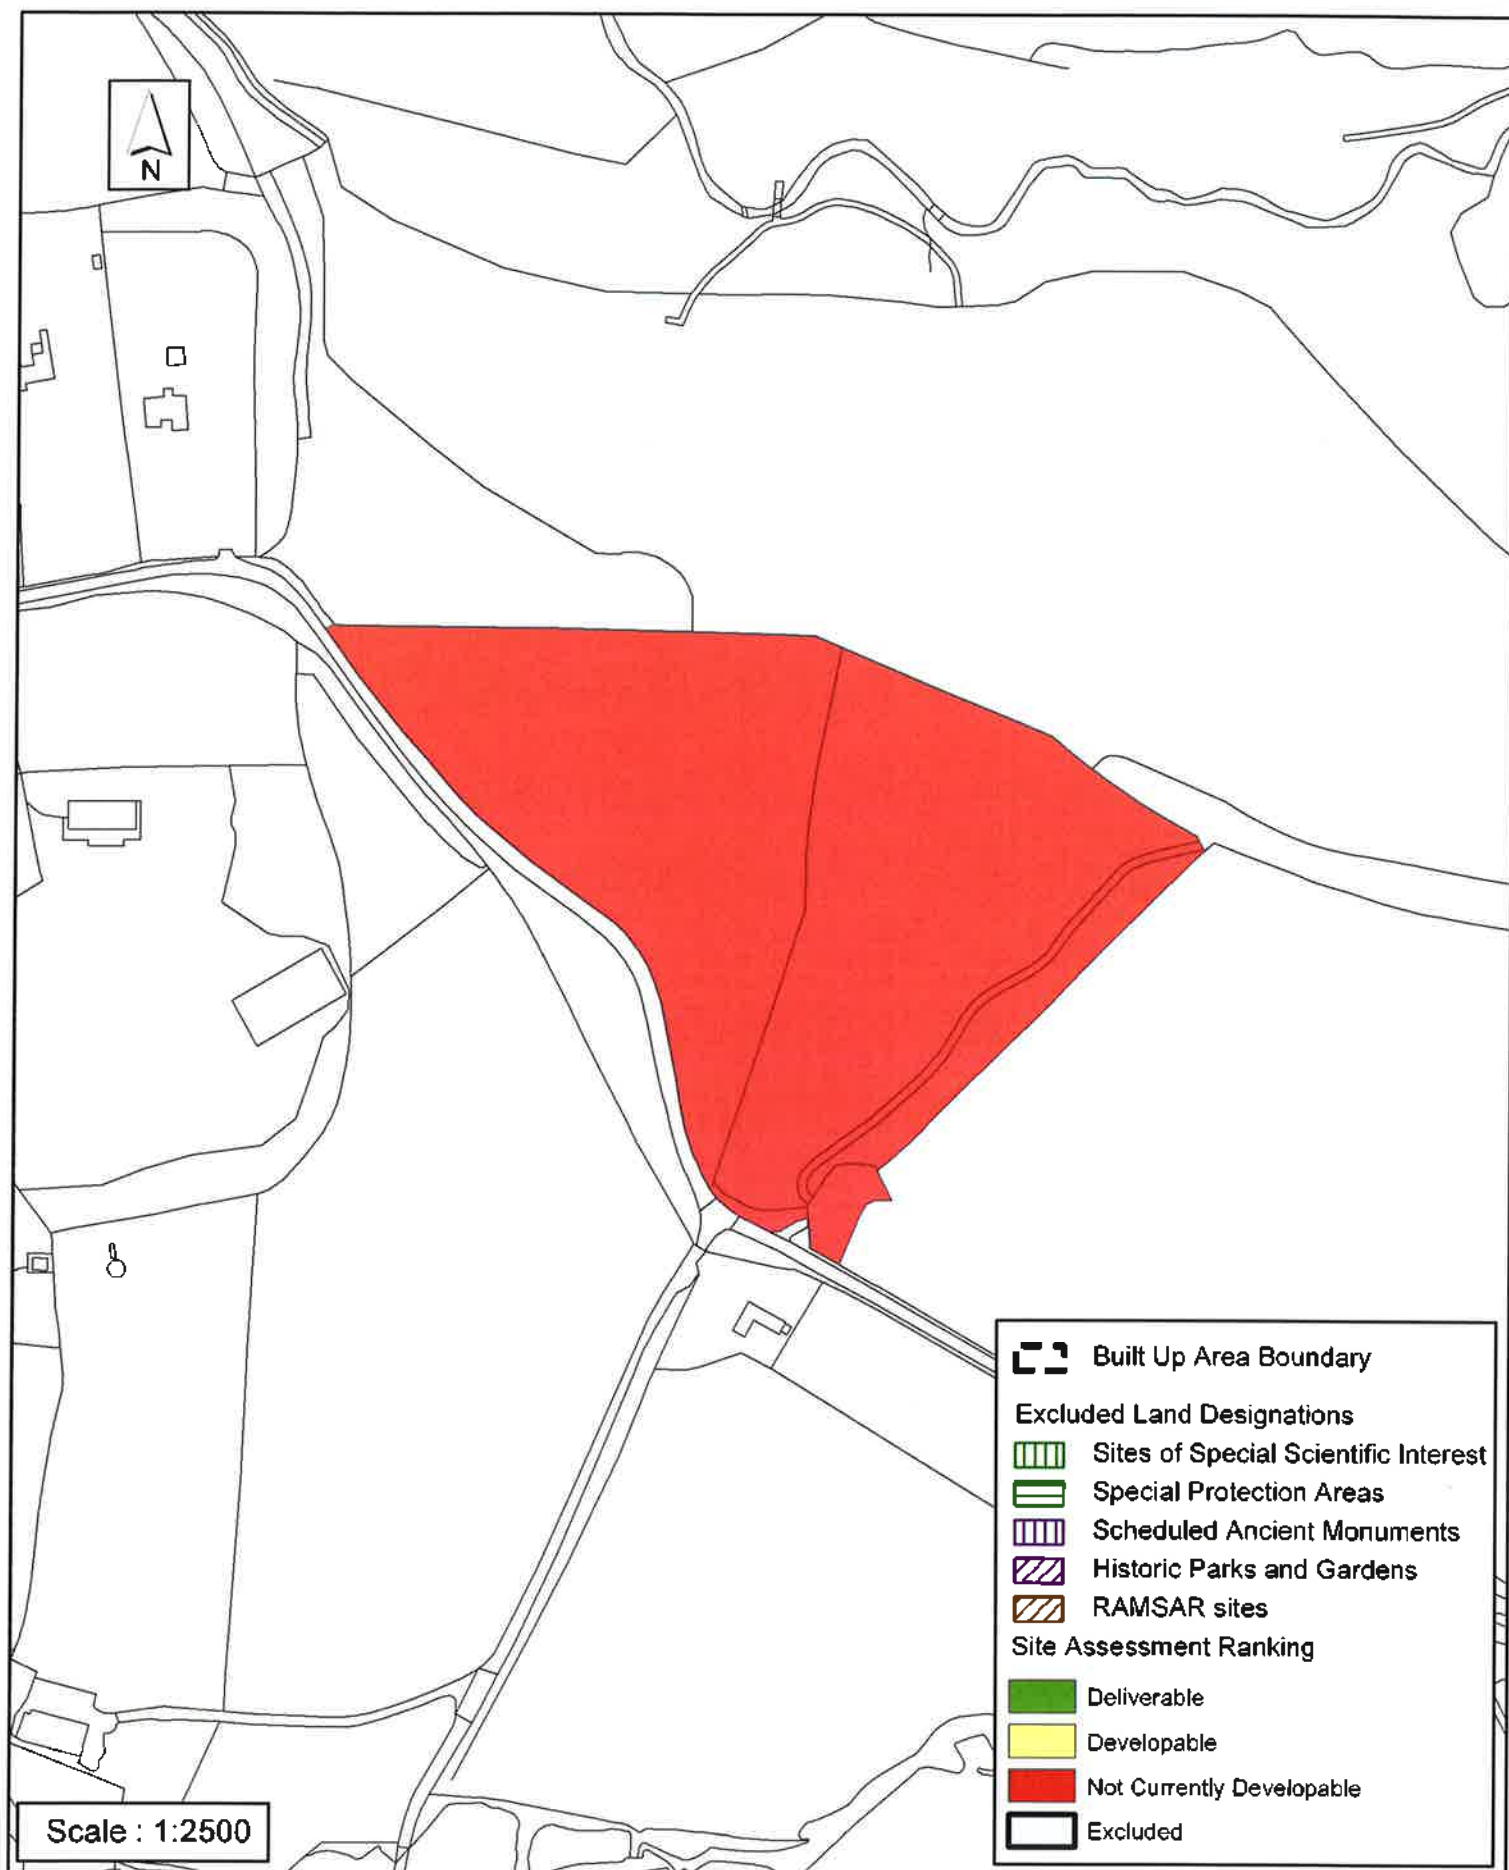 N
Built Up Area Boundary
Excluded Land Designations
Sites of Special Scientific Interest
Special Protection Areas
Scheduled Ancient Monuments
Historic Parks and Gardens
RAMSAR sites
Site Assessment Ranking
Deliverable
Developable
Not Currently Developable
Excluded
Scale : 1:2500